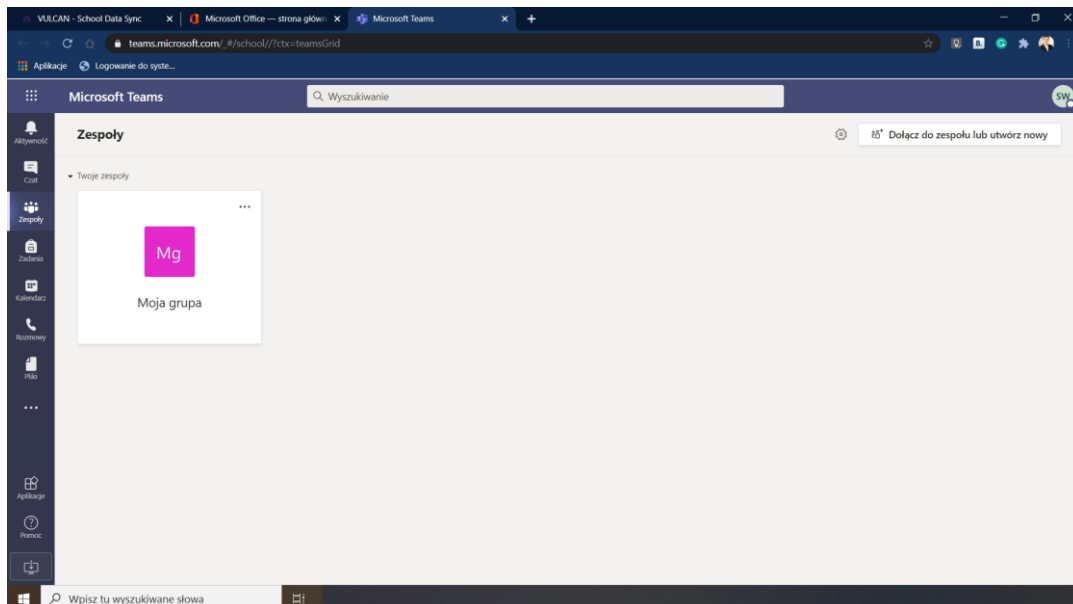 VULCAN - School Data Sync
Microsoft Office — strona główn
Microsoft Teams
teams.microsoft.com/_#/school//?ctx=teamsGrid
Aplikacje
Logowanie do syste...
Microsoft Teams
Wyszukiwanie
SW
Aktywność
Czat
Zespoły
Zadania
Kalendarz
Rozmowy
Pliki
Aplikacje
Pomoc
Zespoły
Dołącz do zespołu lub utwórz nowy
Twoje zespoły
Mg
Moja grupa
Wpisz tu wyszukiwane słowa